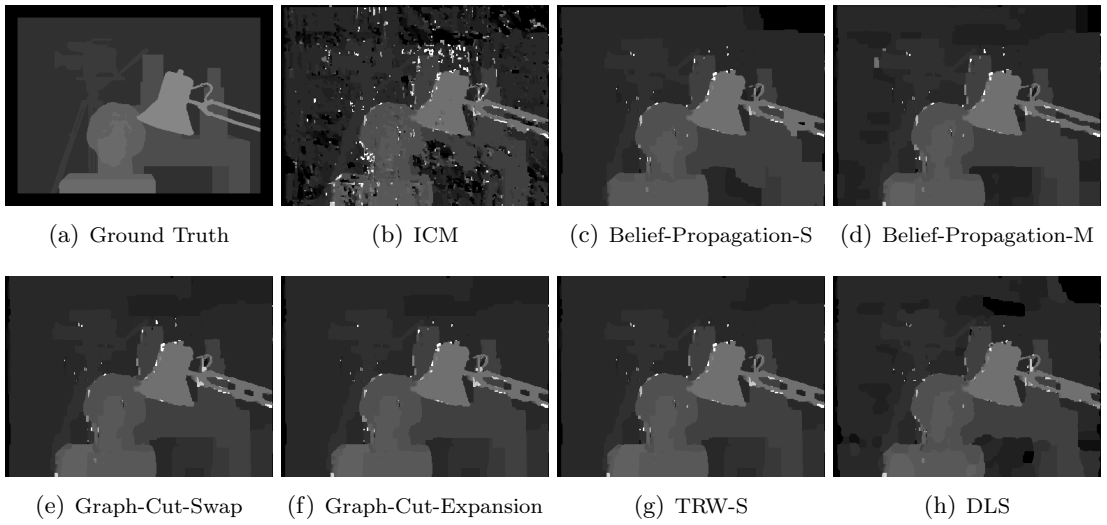 (a) Ground Truth
(b) ICM
(c) Belief-Propagation-S
(d) Belief-Propagation-M
(e) Graph-Cut-Swap
(f) Graph-Cut-Expansion
(g) TRW-S
(h) DLS